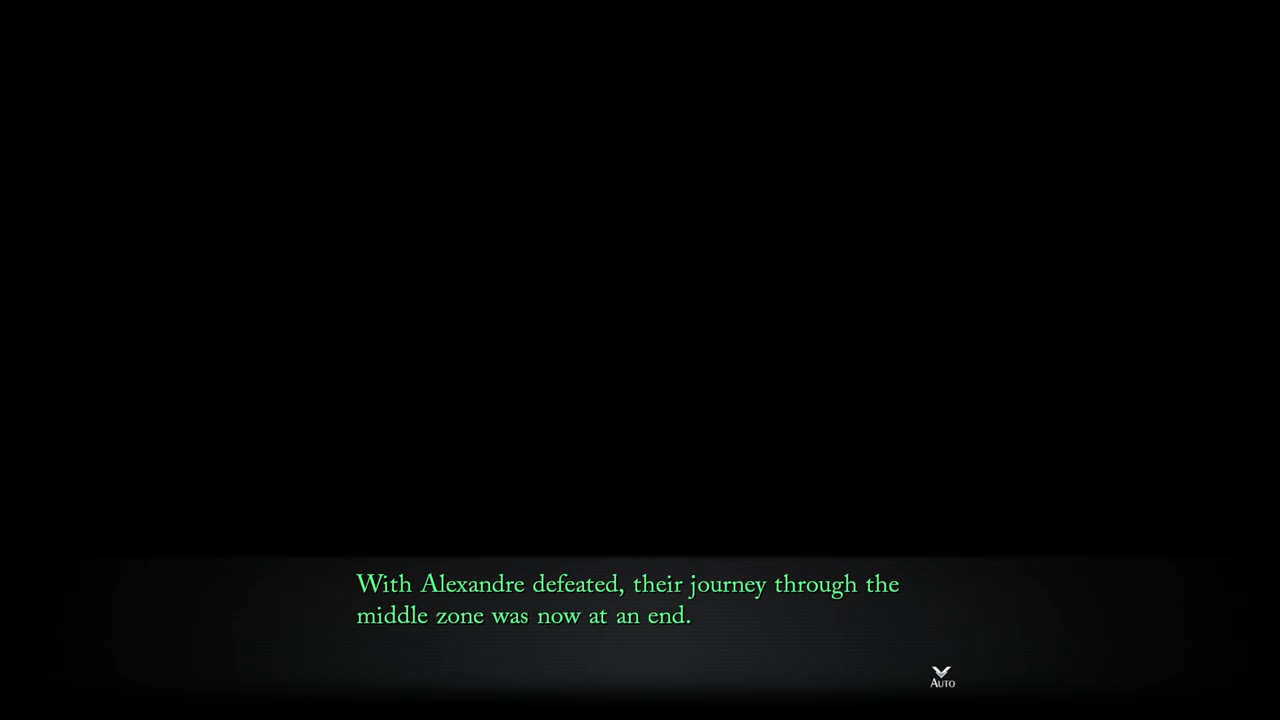 With Alexandre defeated, their journey through the
middle zone was now at an end.
AUTO